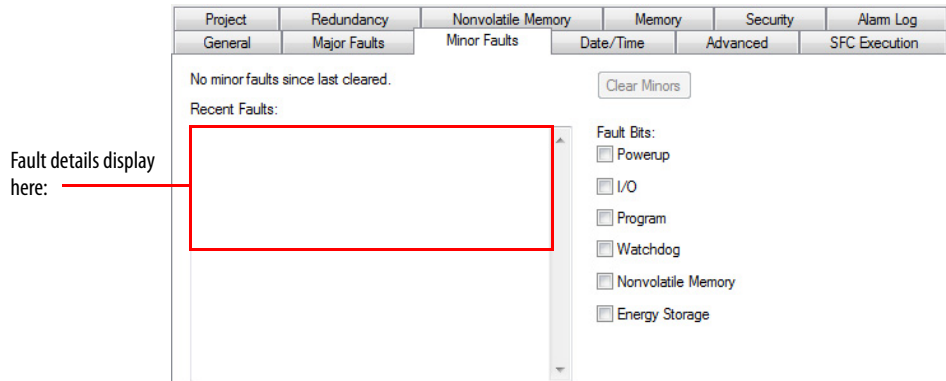 Project Redundancy Nonvolatile Memory Memory Security Alarm Log
General Major Faults Minor Faults Date/Time Advanced SFC Execution
No minor faults since last cleared.
Clear Minors
Recent Faults:
Fault details display
here:
Fault Bits:
Powerup
I/O
Program
Watchdog
Nonvolatile Memory
Energy Storage